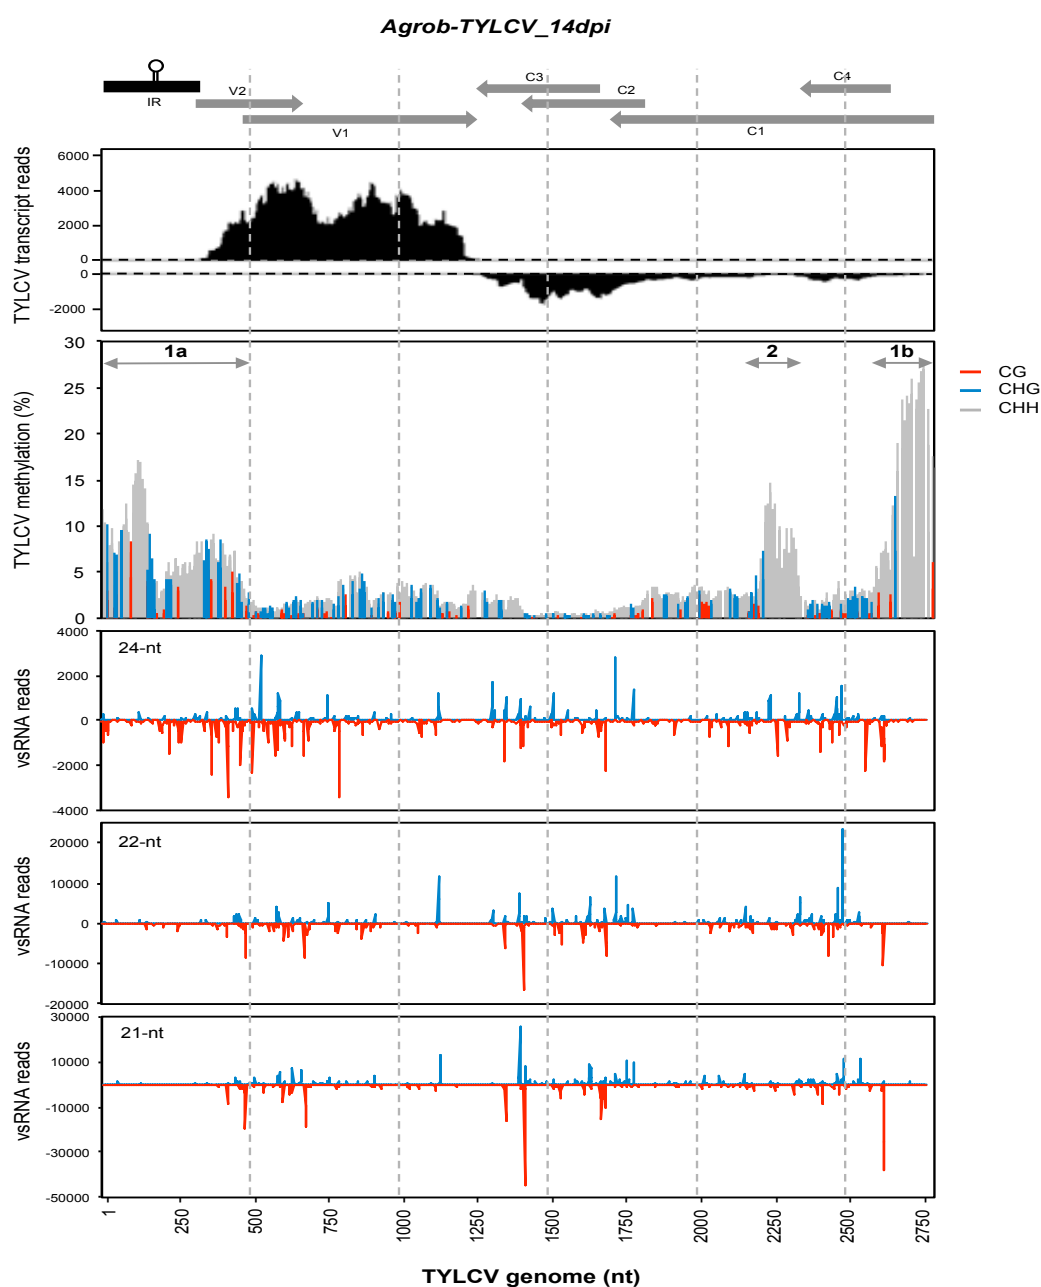 Agrob-TYLCV_14dpi
C3 C4
IR V2 C2
V1 C1
TYLCV transcript reads
6000
4000
2000
0
0
-2000
TYLCV methylation (%)
30
25
20
15
10
5
0
1a 2 1b
CG
CHG
CHH
vsRNA reads
24-nt
4000
2000
0
-2000
-4000
vsRNA reads
22-nt
20000
10000
0
-10000
-20000
vsRNA reads
21-nt
30000
10000
-10000
-30000
-50000
1 250 500 750 1000 1250 1500 1750 2000 2250 2500 2750
TYLCV genome (nt)